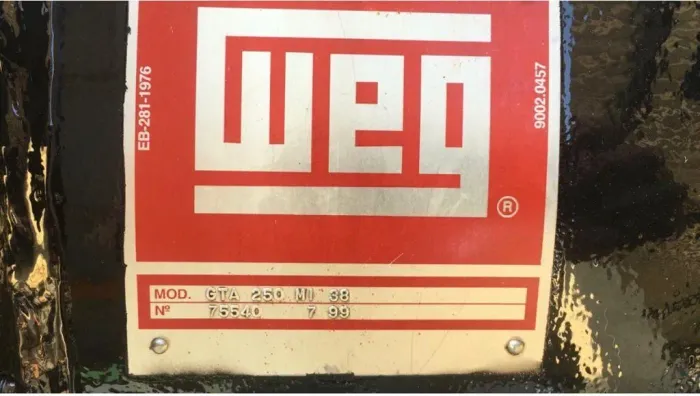 EB-281-1976
weg
9002.0457
®
MOD. GTA 250 MI 38
Nº 75540 7 99